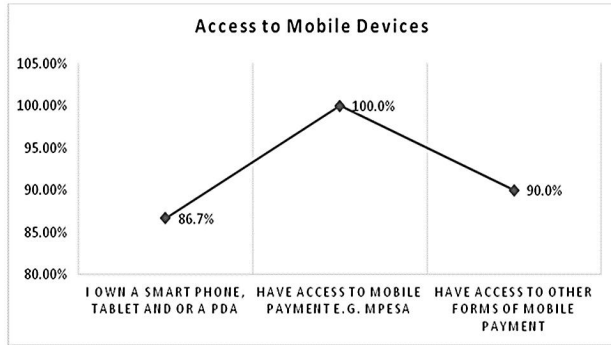 Access to Mobile Devices
105.00%
100.00%
95.00%
90.00%
85.00%
80.00%
100.0%
90.0%
86.7%
I OWN A SMART PHONE,
TABLET AND OR A PDA
HAVE ACCESS TO MOBILE
PAYMENT E.G. MPESA
HAVE ACCESS TO OTHER
FORMS OF MOBILE
PAYMENT